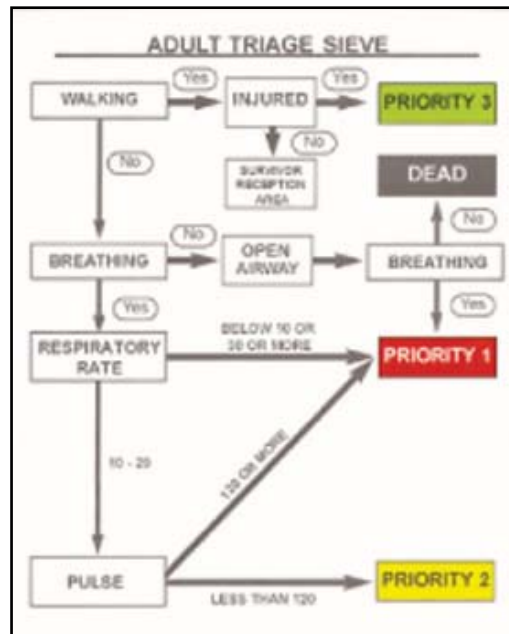 ADULT TRIAGE SIEVE
WALKING
Yes
INJURED
Yes
PRIORITY 3
No
No
SURVIVOR
RECEPTION
AREA
DEAD
No
BREATHING
No
OPEN
AIRWAY
BREATHING
Yes
Yes
RESPIRATORY
RATE
BELOW 10 OR
30 OR MORE
PRIORITY 1
10 - 29
120 OR MORE
PULSE
LESS THAN 120
PRIORITY 2